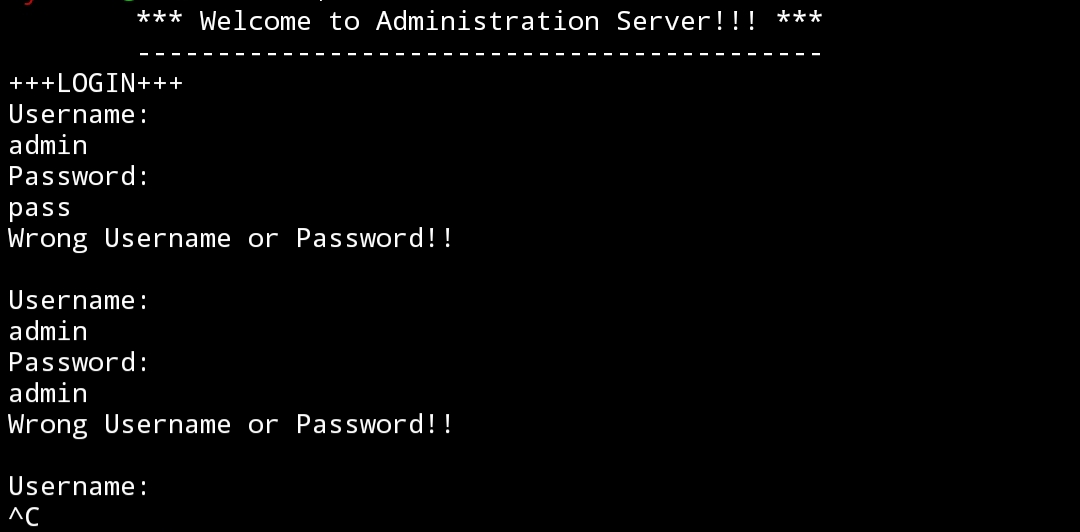 *** Welcome to Administration Server!!! ***
-------------------------------------------
+++LOGIN+++
Username:
admin
Password:
pass
Wrong Username or Password!!
Username:
admin
Password:
admin
Wrong Username or Password!!
Username:
^C